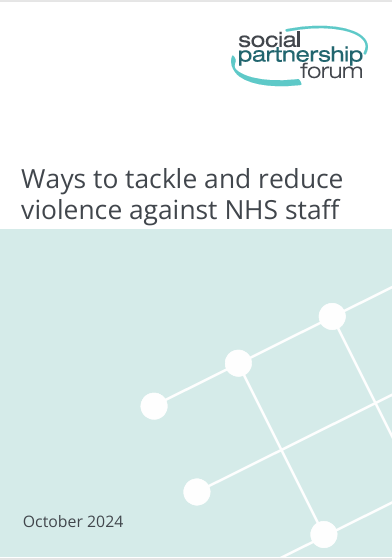 social
partnership
forum
Ways to tackle and reduce
violence against NHS staff
October 2024